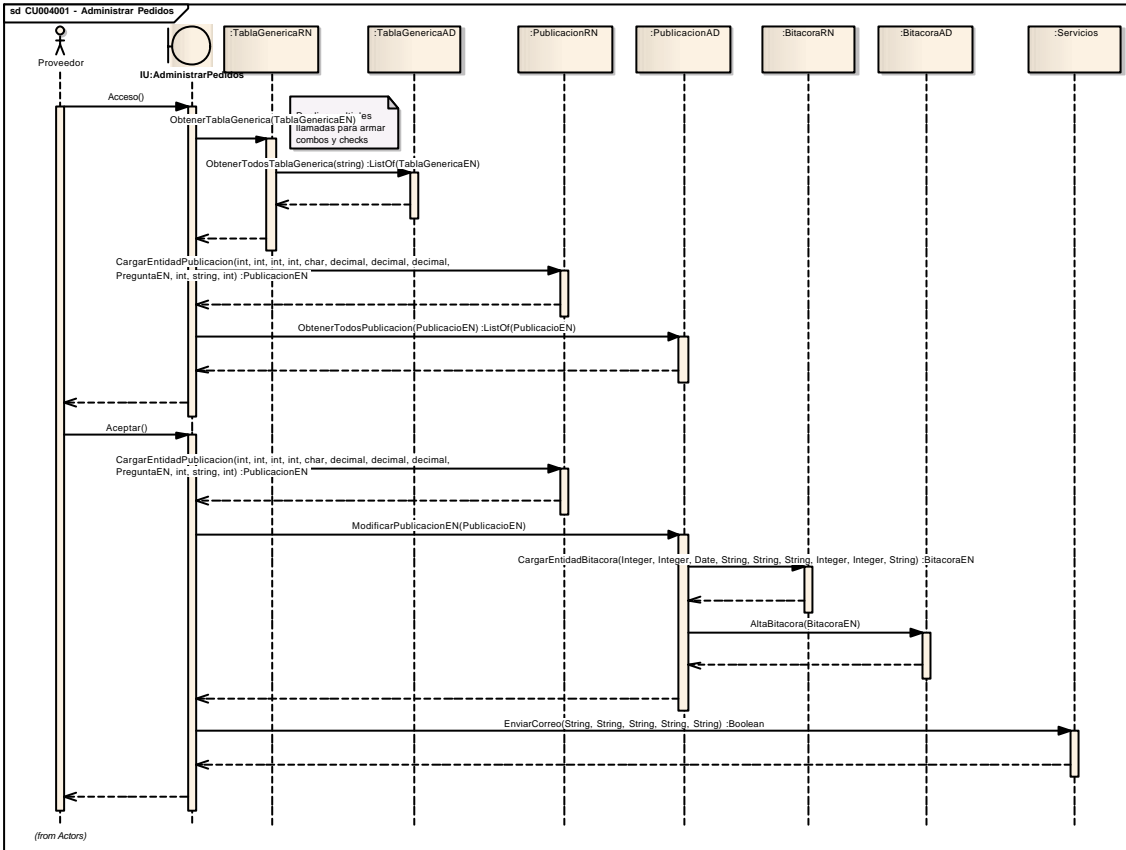 sd CU004001 - Administrar Pedidos
Proveedor
IU:AdministrarPedidos
:TablaGenericaRN
:TablaGenericaAD
:PublicacionRN
:PublicacionAD
:BitacoraRN
:BitacoraAD
:Servicios
Acceso()
ObtenerTablaGenerica(TablaGenericaEN)
llamadas para armar
combos y checks
ObtenerTodosTablaGenerica(string) :ListOf(TablaGenericaEN)
CargarEntidadPublicacion(int, int, int, int, char, decimal, decimal, decimal,
PreguntaEN, int, string, int) :PublicacionEN
ObtenerTodosPublicacion(PublicacioEN) :ListOf(PublicacioEN)
Aceptar()
CargarEntidadPublicacion(int, int, int, int, char, decimal, decimal, decimal,
PreguntaEN, int, string, int) :PublicacionEN
ModificarPublicacionEN(PublicacioEN)
CargarEntidadBitacora(Integer, Integer, Date, String, String, String, Integer, Integer, String) :BitacoraEN
AltaBitacora(BitacoraEN)
EnviarCorreo(String, String, String, String, String) :Boolean
(from Actors)